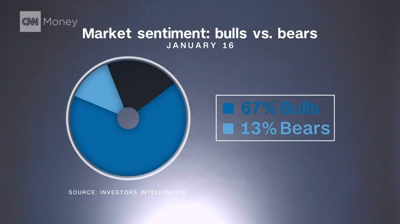 CNN Money
Market sentiment: bulls vs. bears
JANUARY 16
67% Bulls
13% Bears
SOURCE: INVESTORS INTELLIGENCE